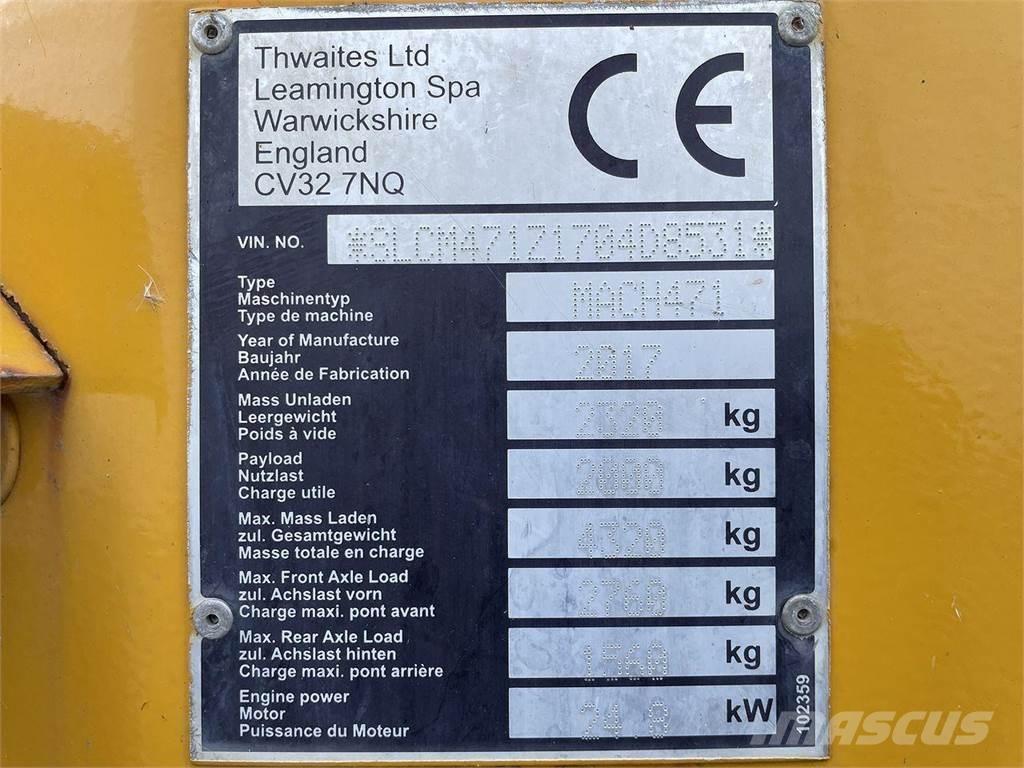 Thwaites Ltd
Leamington Spa
Warwickshire
England
CV32 7NQ
CE
VIN. NO. *SLCM471Z1704D8531*
Type
Maschinentyp
Type de machine
MACH471
Year of Manufacture
Baujahr
Année de Fabrication
2017
Mass Unladen
Leergewicht
Poids à vide
kg
Payload
Nutzlast
Charge utile
2000 kg
Max. Mass Laden
zul. Gesamtgewicht
Masse totale en charge
4320 kg
Max. Front Axle Load
zul. Achslast vorn
Charge maxi. pont avant
2760 kg
Max. Rear Axle Load
zul. Achslast hinten
Charge maxi. pont arrière
kg
Engine power
Motor
Puissance du Moteur
24.8 kW
102359
MASCUS